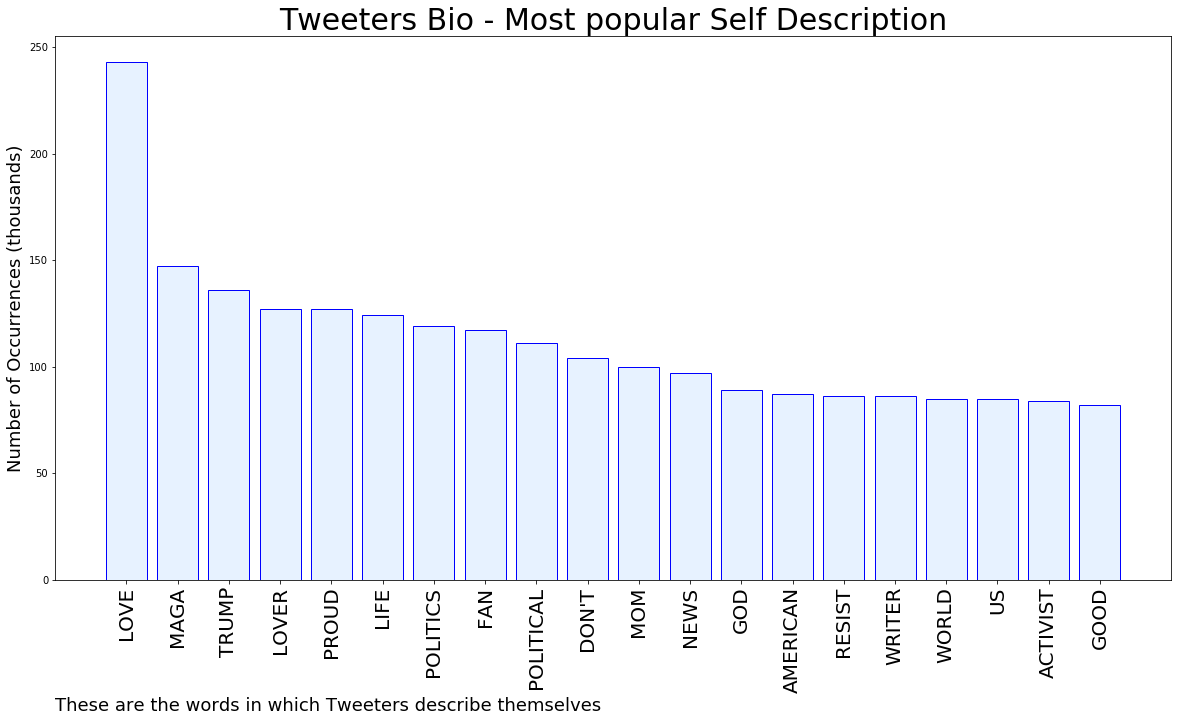 Tweeters Bio - Most popular Self Description
Number of Occurrences (thousands)
250
200
150
100
50
0
LOVE
MAGA
TRUMP
LOVER
PROUD
LIFE
POLITICS
FAN
POLITICAL
DON'T
MOM
NEWS
GOD
AMERICAN
RESIST
WRITER
WORLD
US
ACTIVIST
GOOD
These are the words in which Tweeters describe themselves